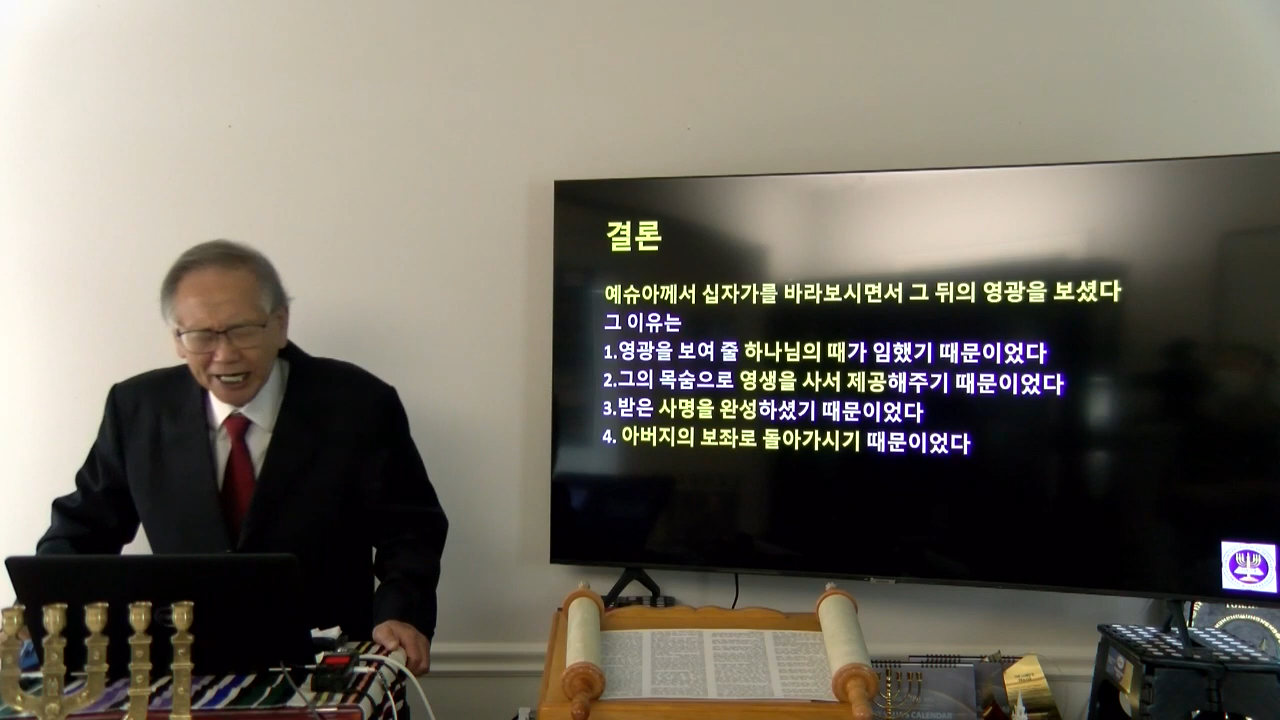 결론
예슈아께서 십자가를 바라보시면서 그 뒤의 영광을 보셨다
그 이유는
1.영광을 보여 줄 하나님의 때가 임했기 때문이었다
2.그의 목숨으로 영생을 사서 제공해주기 때문이었다
3.받은 사명을 완성하셨기 때문이었다
4. 아버지의 보좌로 돌아가시기 때문이었다
CALENDAR